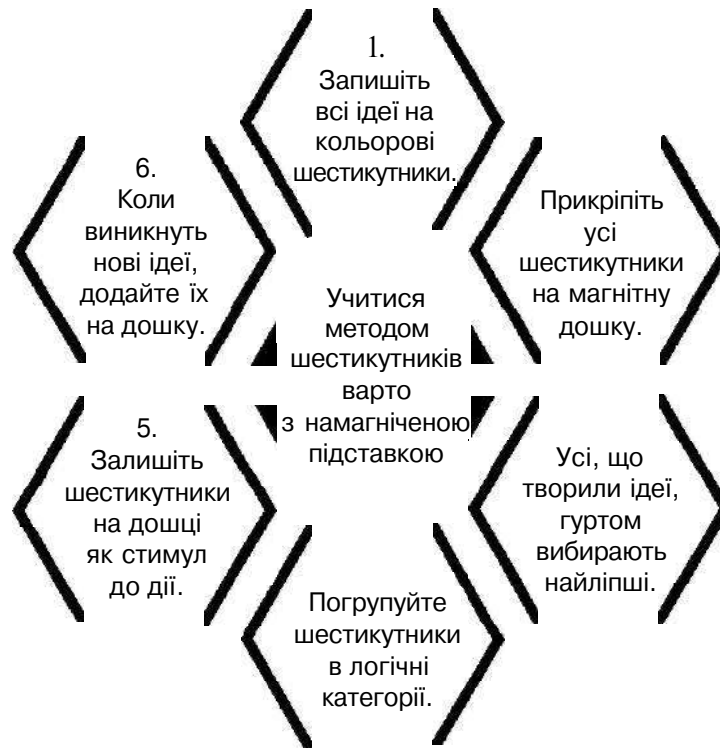 1.
Запишіть
всі ідеї на
кольорові
шестикутники.
Прикріпіть
усі
шестикутники
на магнітну
дошку.
Усі, що
творили ідеї,
гуртом
вибирають
найліпші.
Погрупуйте
шестикутники
в логічні
категорії.
5.
Залишіть
шестикутники
на дошці
як стимул
до дії.
6.
Коли
виникнуть
нові ідеї,
додайте їх
на дошку.
Учитися
методом
шестикутників
варто
з намагніченою
підставкою